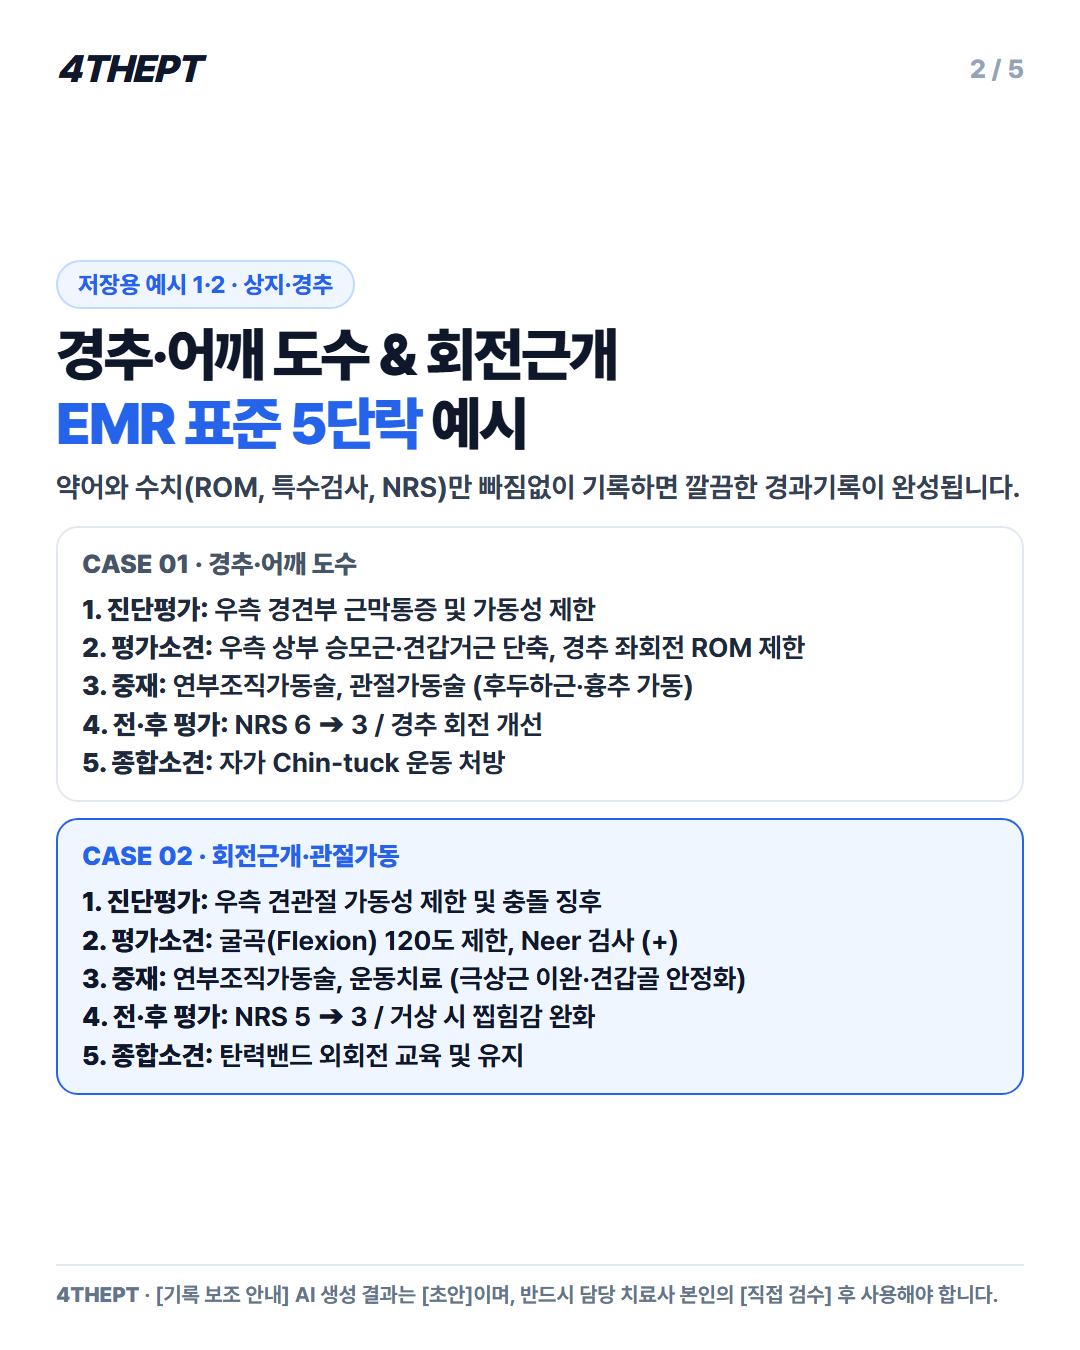 4THEPT
2 / 5
저장용 예시 1·2 · 상지·경추
경추·어깨 도수 & 회전근개
EMR 표준 5단락 예시
약어와 수치(ROM, 특수검사, NRS)만 빠짐없이 기록하면 깔끔한 경과기록이 완성됩니다.
CASE 01 · 경추·어깨 도수
1. 진단평가: 우측 경견부 근막통증 및 가동성 제한
2. 평가소견: 우측 상부 승모근·견갑거근 단축, 경추 좌회전 ROM 제한
3. 중재: 연부조직가동술, 관절가동술 (후두하근·흉추 가동)
4. 전·후 평가: NRS 6 ➔ 3 / 경추 회전 개선
5. 종합소견: 자가 Chin-tuck 운동 처방
CASE 02 · 회전근개·관절가동
1. 진단평가: 우측 견관절 가동성 제한 및 충돌 징후
2. 평가소견: 굴곡(Flexion) 120도 제한, Neer 검사 (+)
3. 중재: 연부조직가동술, 운동치료 (극상근 이완·견갑골 안정화)
4. 전·후 평가: NRS 5 ➔ 3 / 거상 시 찝힘감 완화
5. 종합소견: 탄력밴드 외회전 교육 및 유지
4THEPT · [기록 보조 안내] AI 생성 결과는 [초안]이며, 반드시 담당 치료사 본인의 [직접 검수] 후 사용해야 합니다.